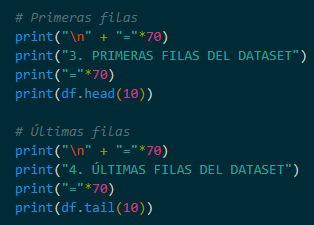 # Primeras filas
print("\n" + "="*70)
print("3. PRIMERAS FILAS DEL DATASET")
print("="*70)
print(df.head(10))
# Últimas filas
print("\n" + "="*70)
print("4. ÚLTIMAS FILAS DEL DATASET")
print("="*70)
print(df.tail(10))